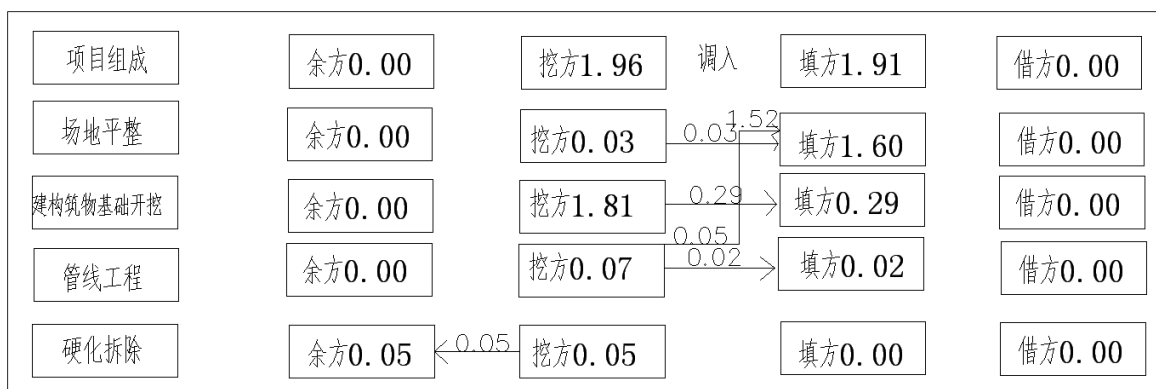 项目组成 余方0.00 挖方1.96 调入 填方1.91 借方0.00
1.52
场地平整 余方0.00 挖方0.03 0.03 填方1.60 借方0.00
建构筑物基础开挖 余方0.00 挖方1.81 0.29 填方0.29 借方0.00
0.05
管线工程 余方0.00 挖方0.07 0.02 填方0.02 借方0.00
硬化拆除 余方0.05 0.05 挖方0.05 填方0.00 借方0.00